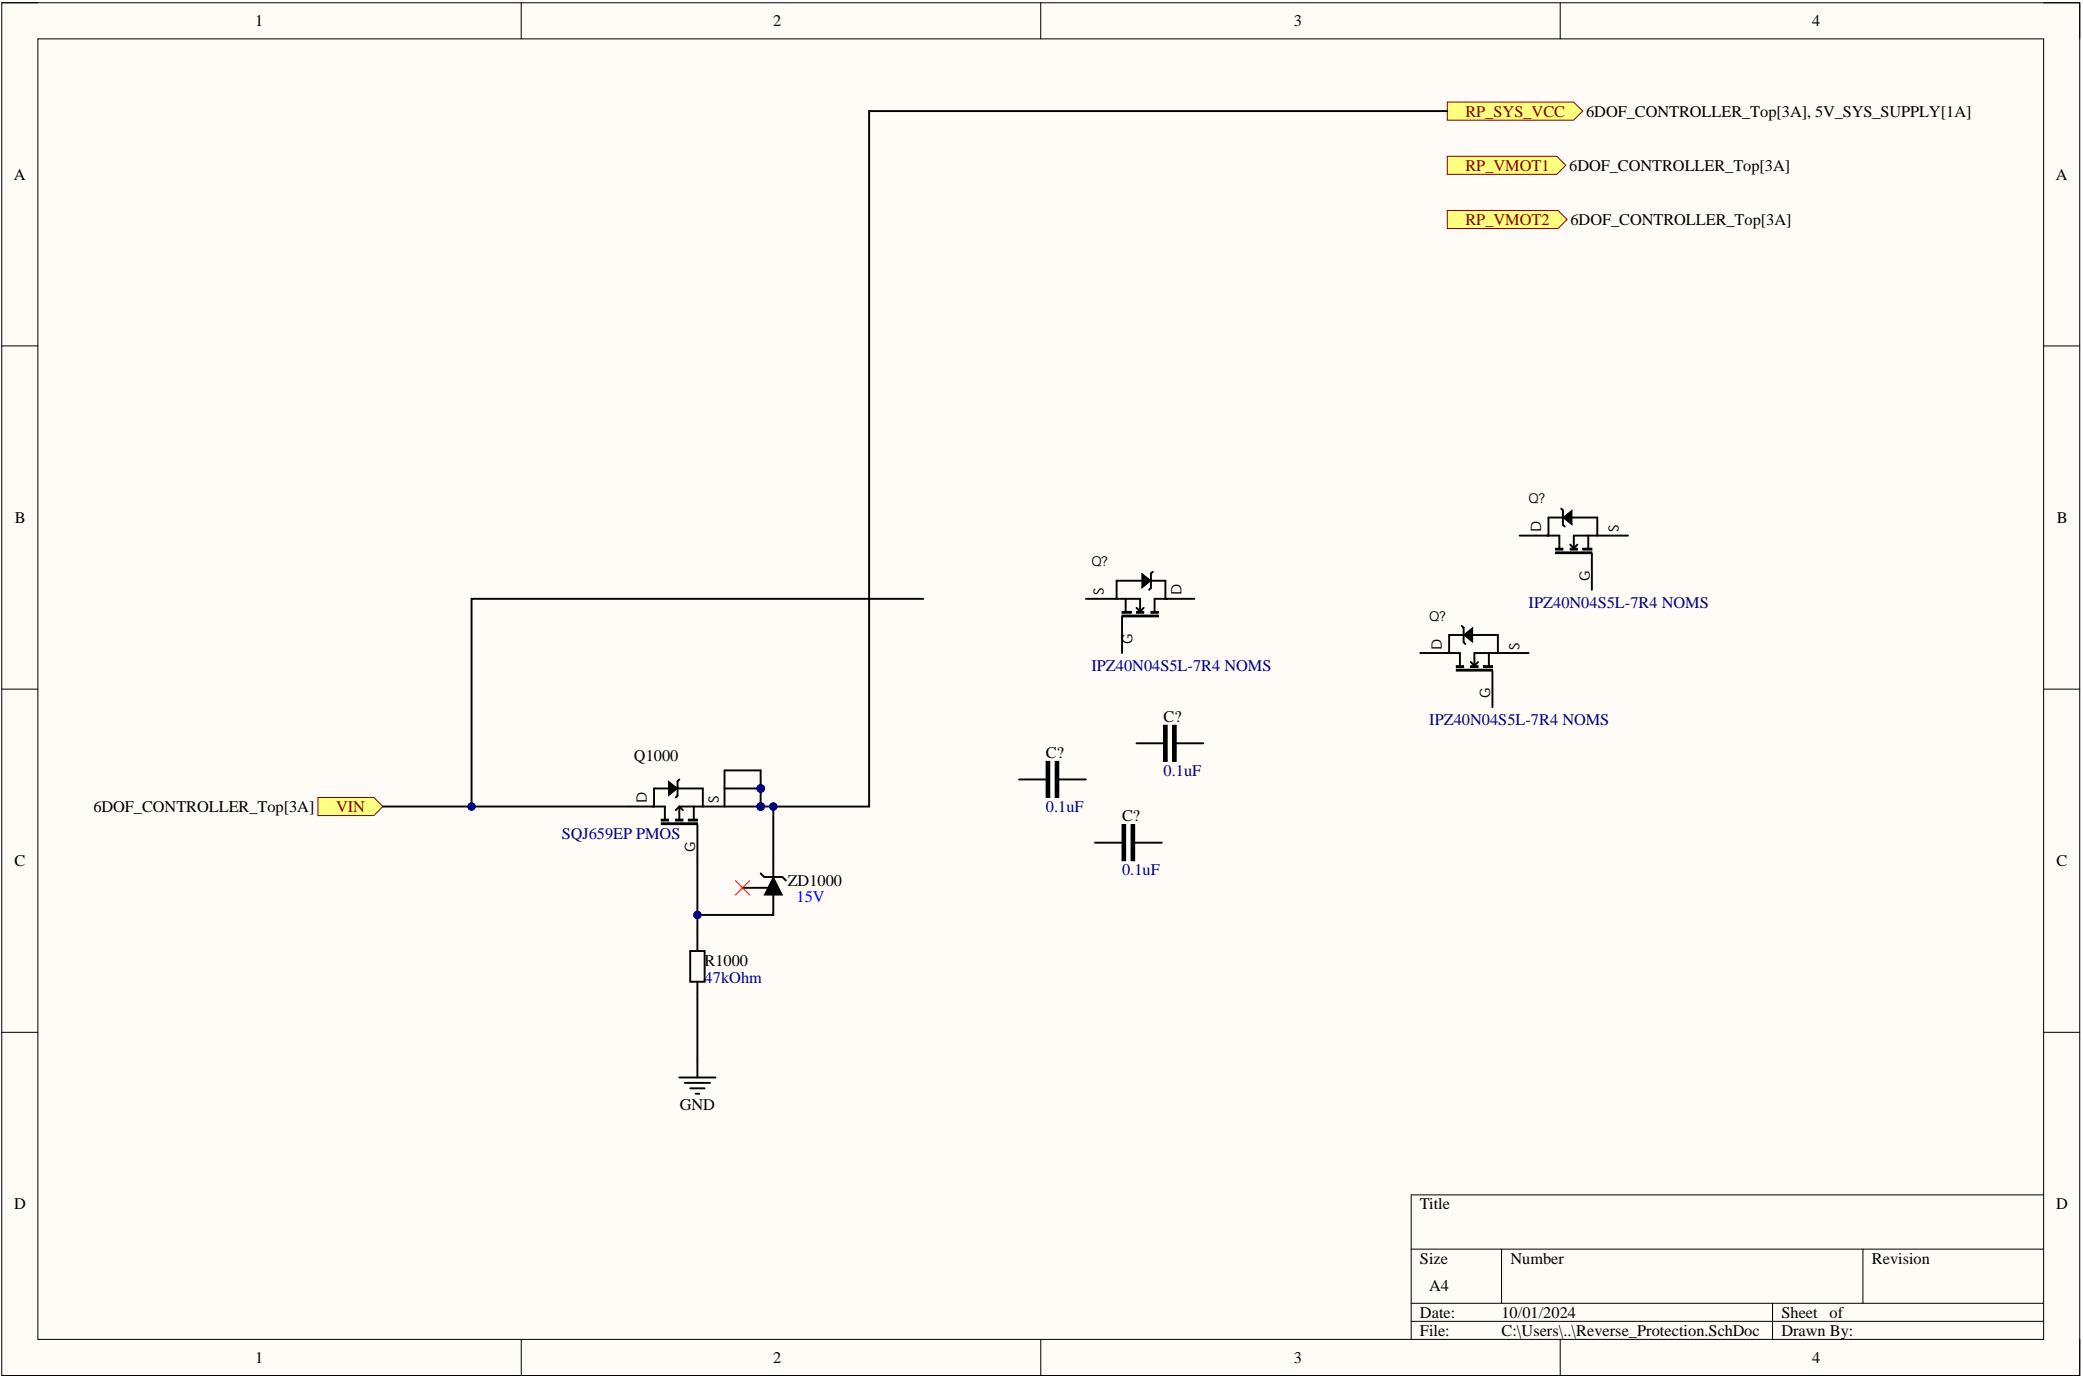 1 2 3 4
RP_SYS_VCC 6DOF_CONTROLLER_Top[3A], 5V_SYS_SUPPLY[1A]
A RP_VMOT1 6DOF_CONTROLLER_Top[3A] A
RP_VMOT2 6DOF_CONTROLLER_Top[3A]
Q?
B B
D S
G
IPZ40N04S5L-7R4 NOMS
Q?
S D
G
IPZ40N04S5L-7R4 NOMS
Q?
D S
G
IPZ40N04S5L-7R4 NOMS
C?
0.1uF
C?
0.1uF
C?
0.1uF
Q1000
D S
6DOF_CONTROLLER_Top[3A] VIN
SQJ659EP PMOS
G
C C
ZD1000
15V
R1000
47kOhm
GND
D D
Title
Size Number Revision
A4
Date: 10/01/2024 Sheet of
File: C:\Users\..\Reverse_Protection.SchDoc Drawn By:
1 2 3 4